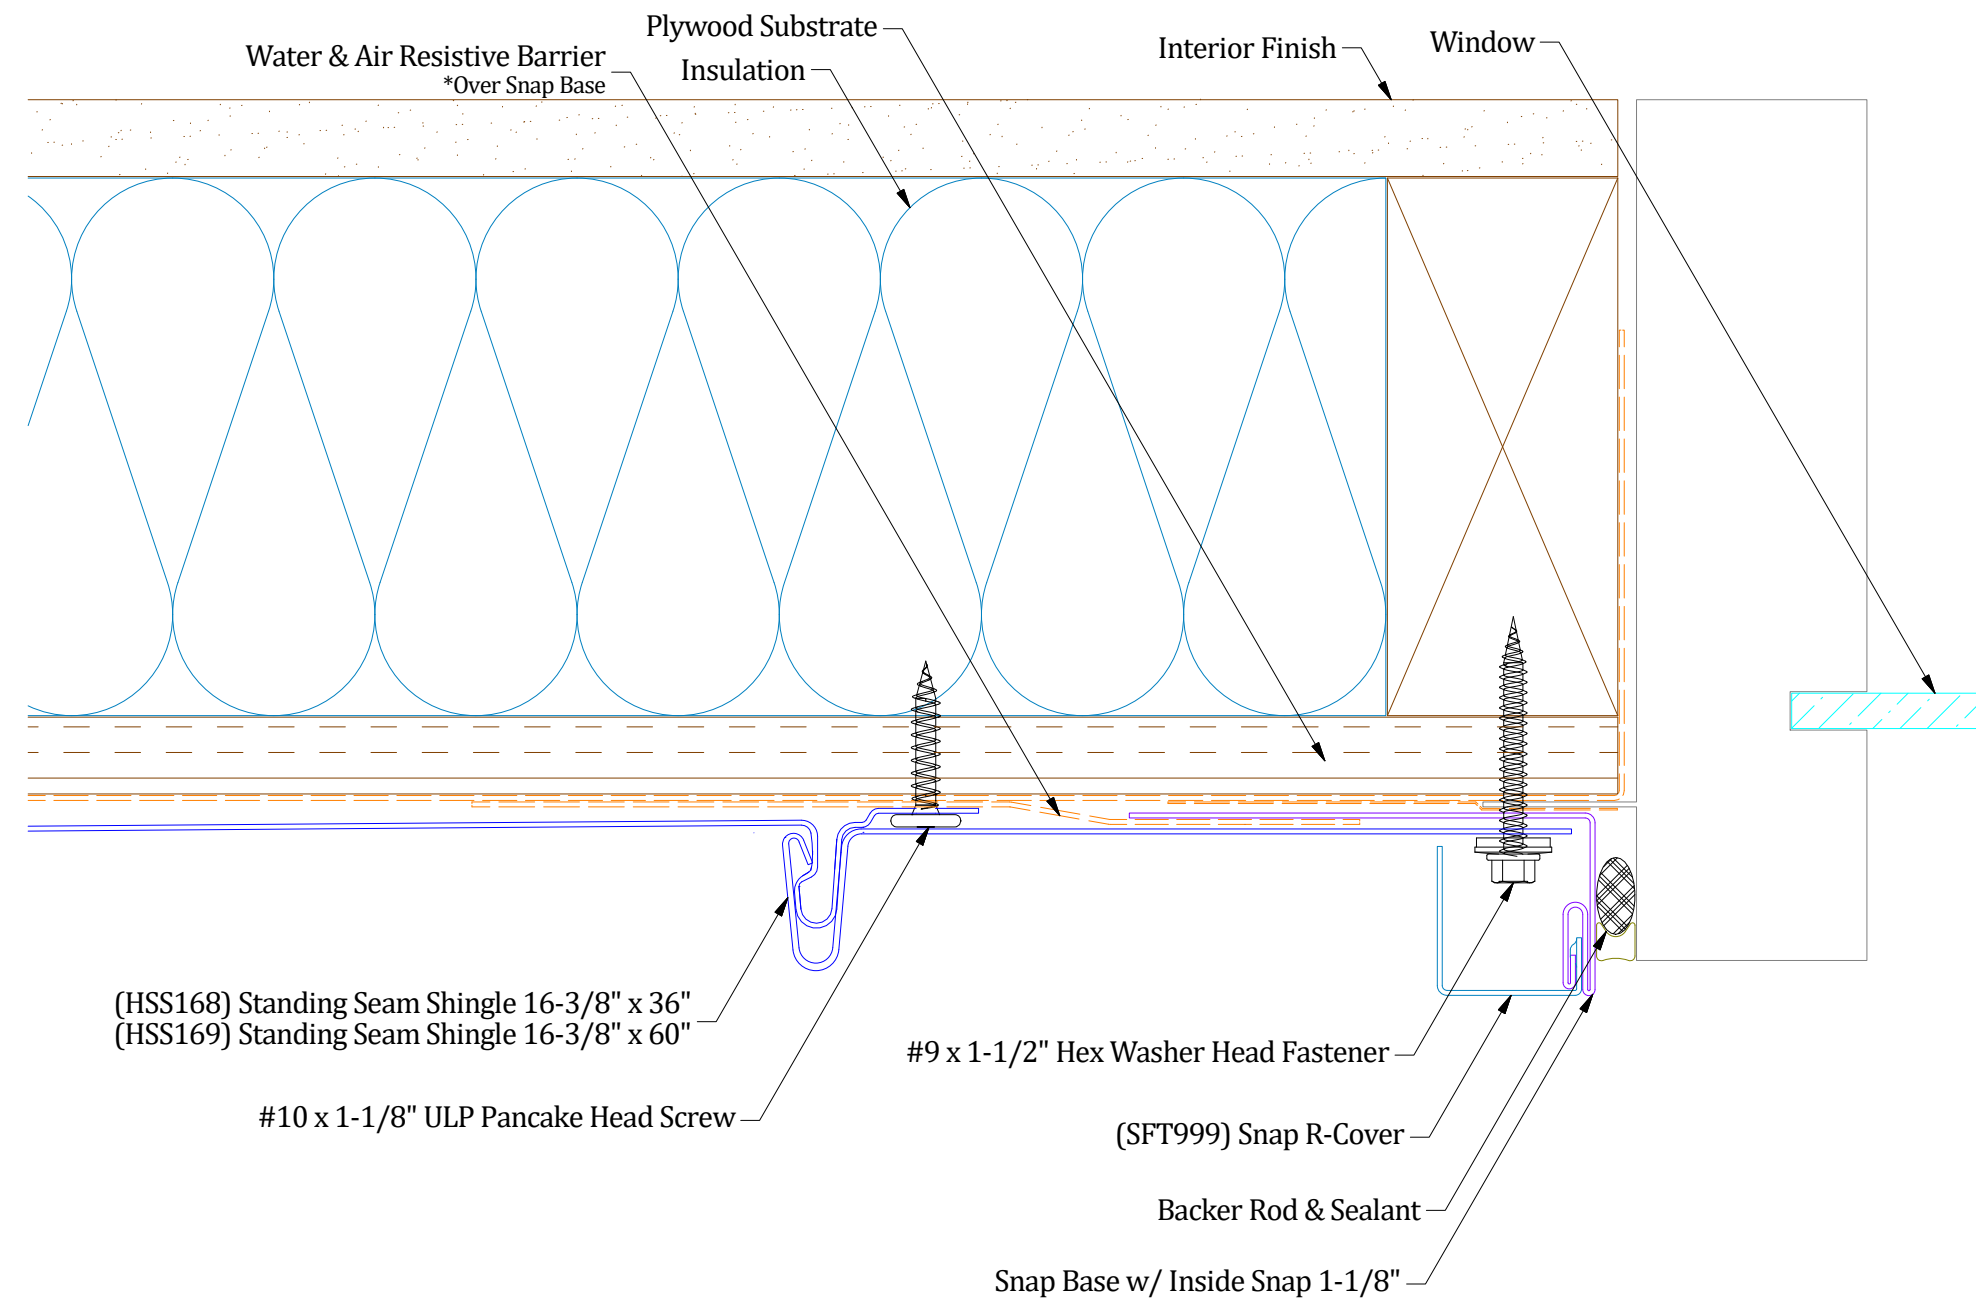 Plywood Substrate
Water & Air Resistive Barrier
*Over Snap Base
Insulation
Interior Finish
Window
(HSS168) Standing Seam Shingle 16-3/8" x 36"
(HSS169) Standing Seam Shingle 16-3/8" x 60"
#9 x 1-1/2" Hex Washer Head Fastener
#10 x 1-1/8" ULP Pancake Head Screw
(SFT999) Snap R-Cover
Backer Rod & Sealant
Snap Base w/ Inside Snap 1-1/8"